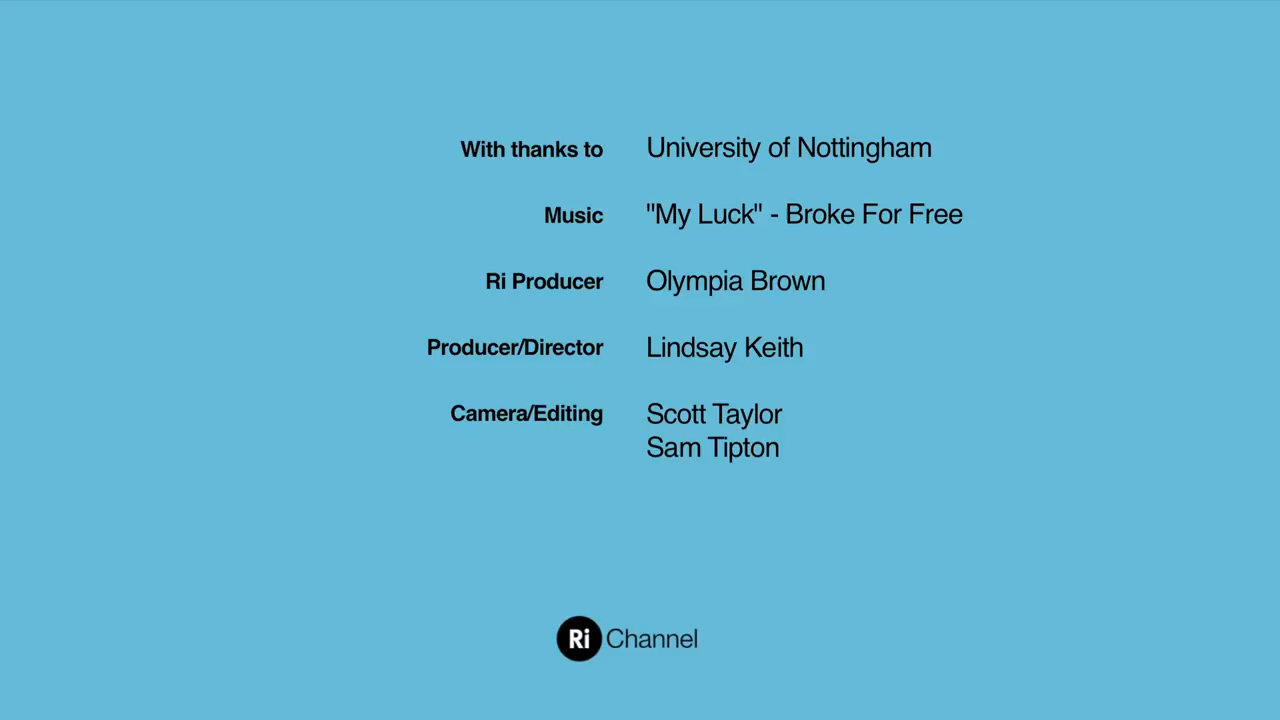 With thanks to University of Nottingham
Music "My Luck" - Broke For Free
Ri Producer Olympia Brown
Producer/Director Lindsay Keith
Camera/Editing Scott Taylor
Sam Tipton
Ri Channel